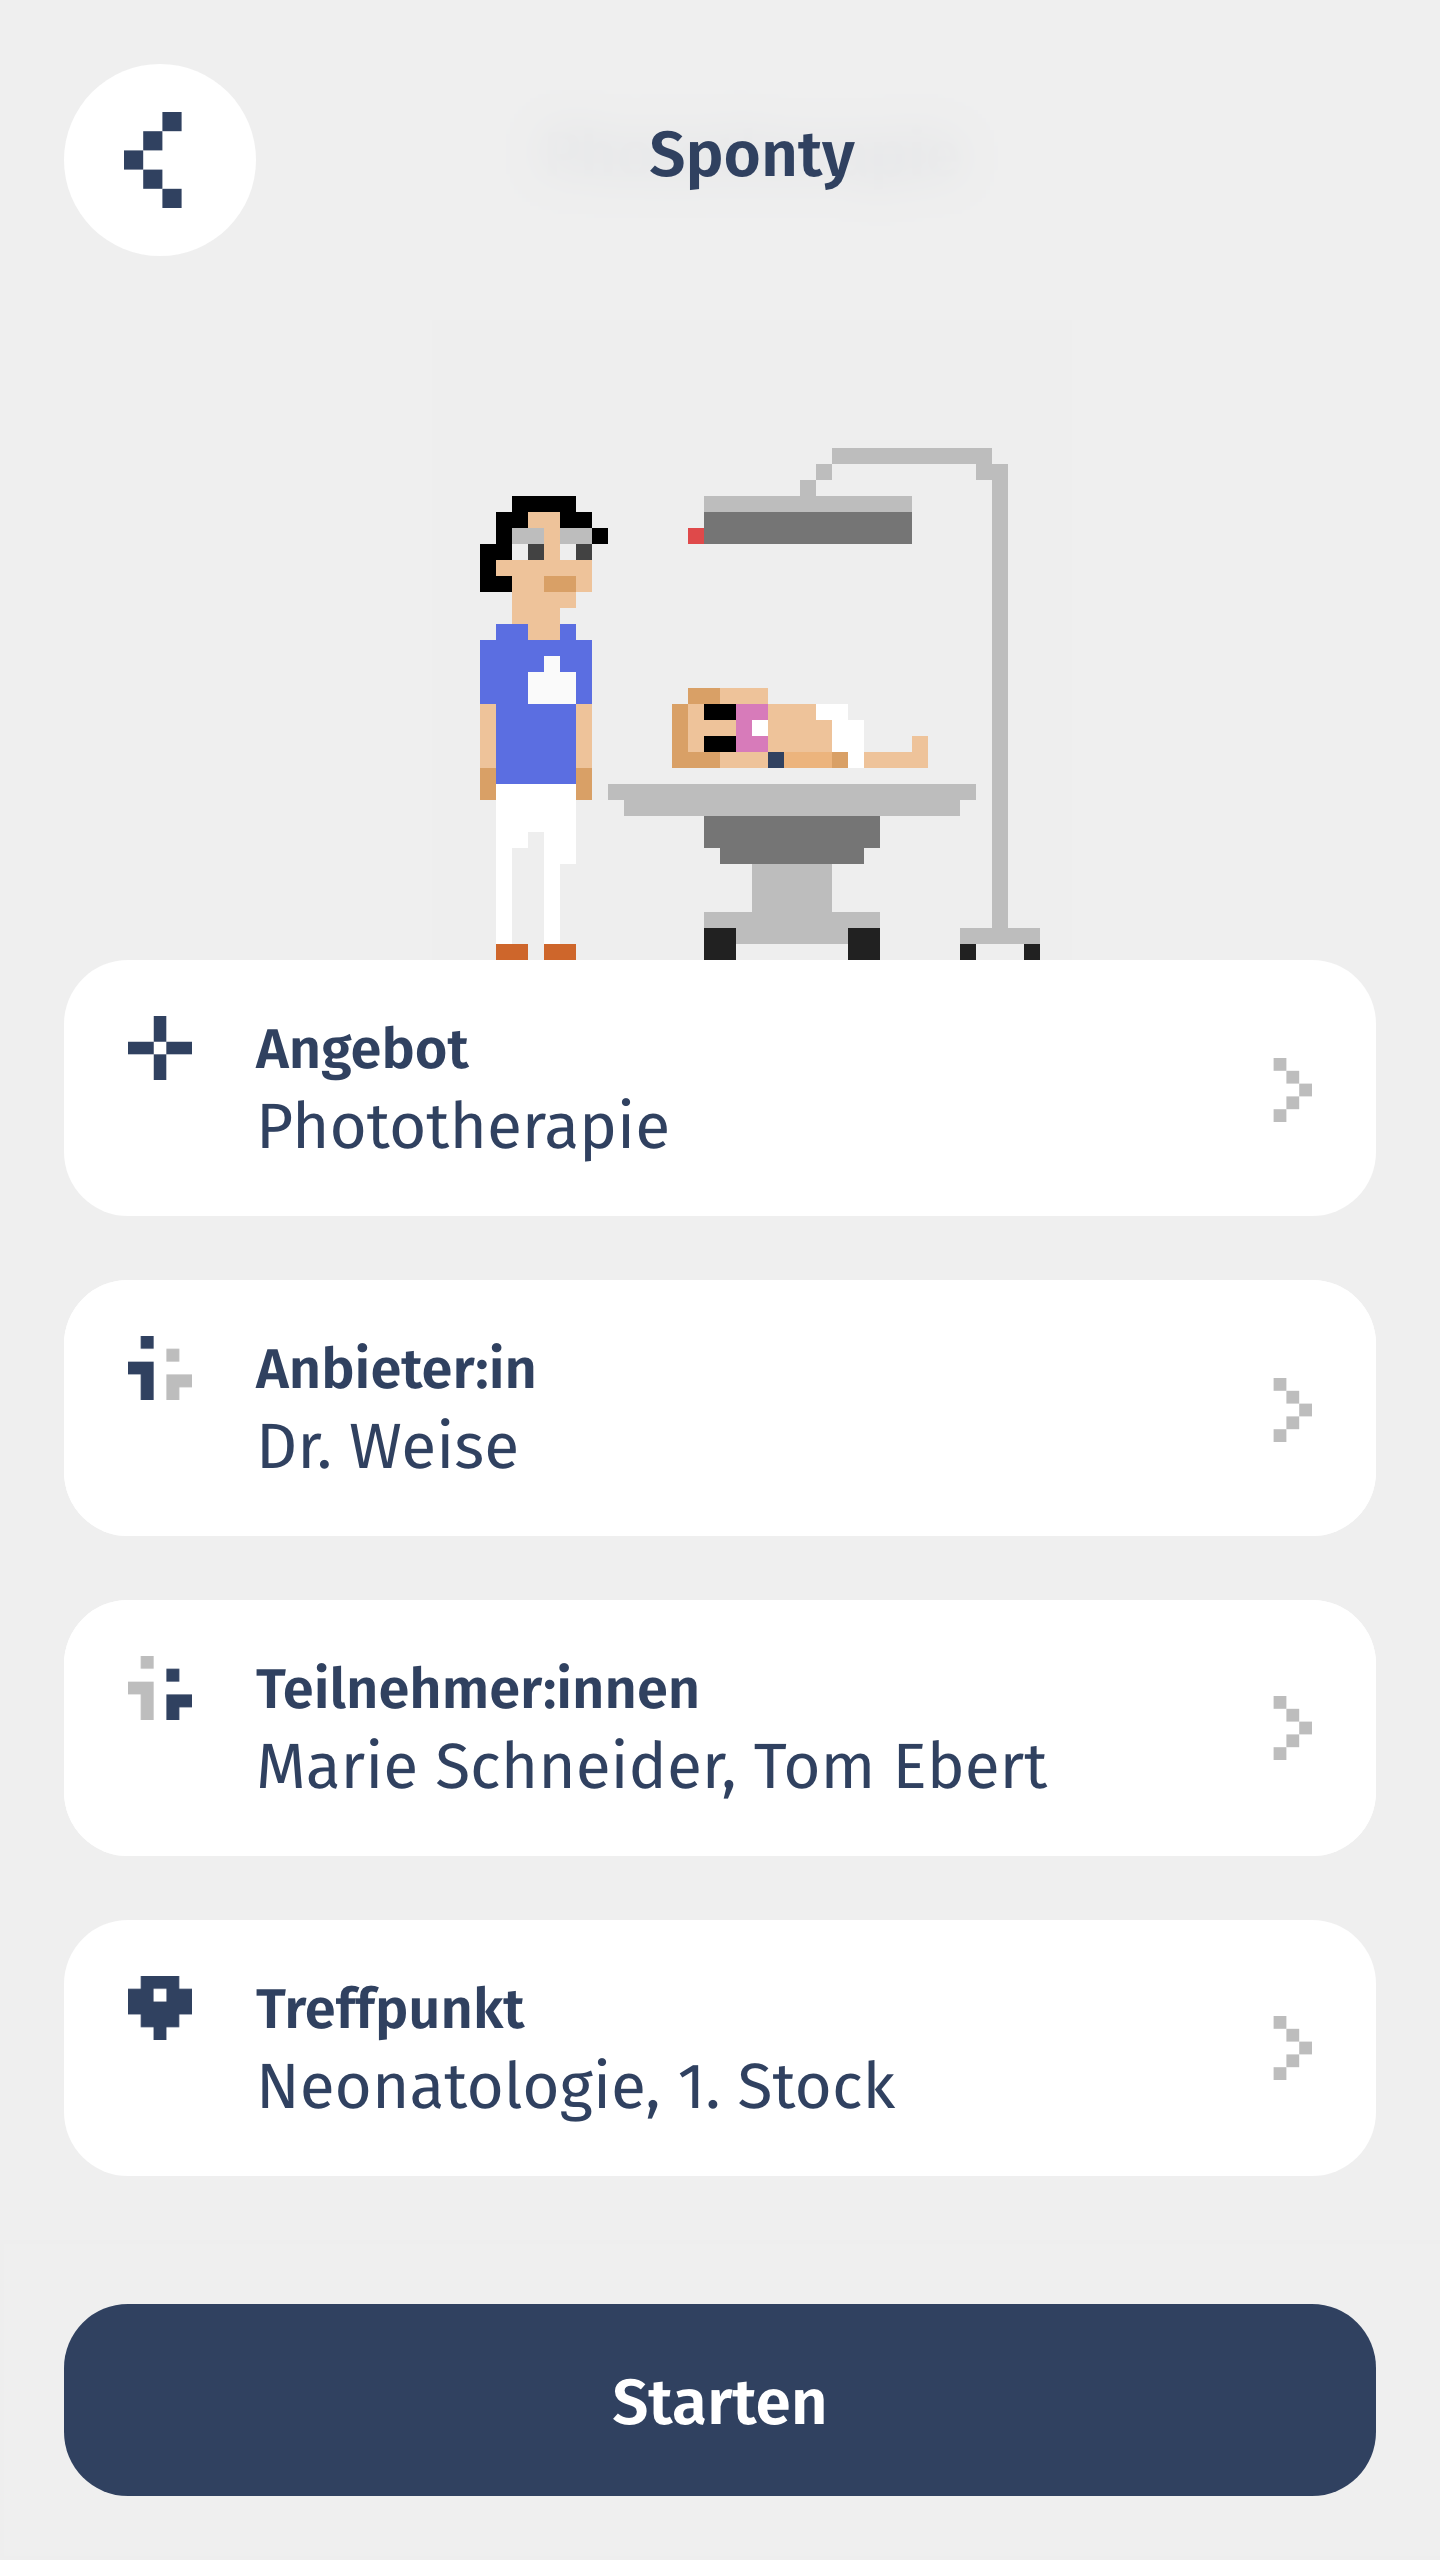 Sponty
Angebot
Phototherapie
Anbieter:in
Dr. Weise
Teilnehmer:innen
Marie Schneider, Tom Ebert
Treffpunkt
Neonatologie, 1. Stock
Starten